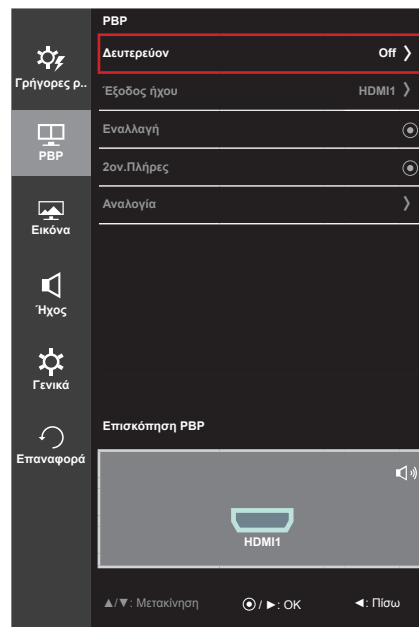 PBP
Γρήγορες ρ..
PBP
Εικόνα
Ήχος
Γενικά
Επαναφορά
Δευτερεύον Off
Έξοδος ήχου HDMI1
Εναλλαγή
2ον.Πλήρες
Αναλογία
Επισκόπηση PBP
HDMI1
▲/▼: Μετακίνηση ⦿ / ►: OK ◄: Πίσω